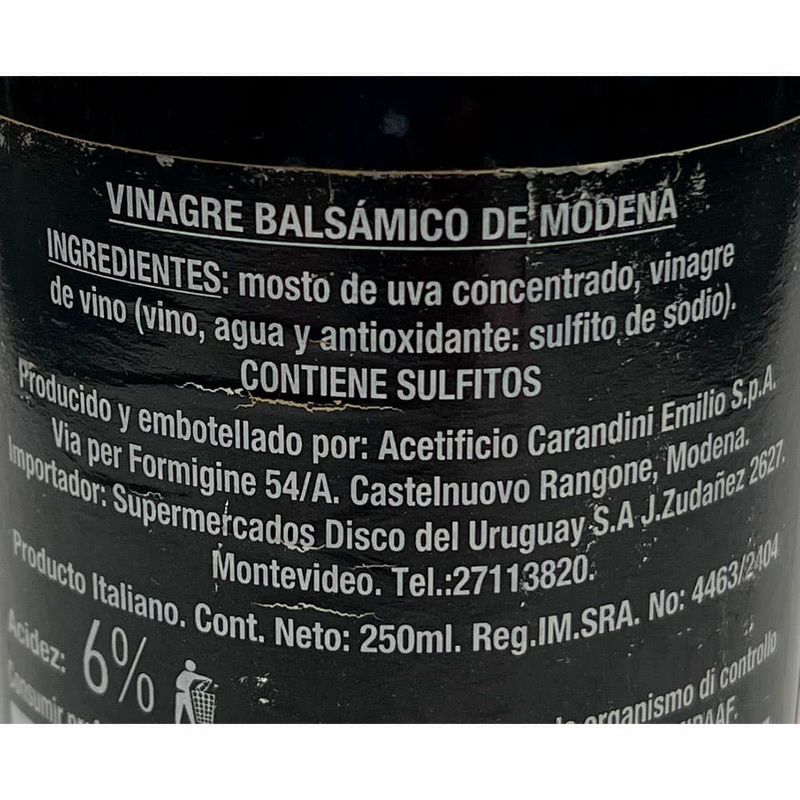 VINAGRE BALSÁMICO DE MÓDENA
INGREDIENTES: mosto de uva concentrado, vinagre
de vino (vino, agua y antioxidante: sulfito de sodio).
CONTIENE SULFITOS
Producido y embotellado por: Acetificio Carandini Emilio S.p.A.
Via per Formigine 54/A. Castelnuovo Rangone, Modena.
Importador: Supermercados Disco del Uruguay S.A J.Zudañez 2627.
Montevideo. Tel.:27113820.
Producto Italiano. Cont. Neto: 250ml. Reg.IM.SRA. No: 4463/2404
Acidez: 6%
Consumir
organismo di controllo